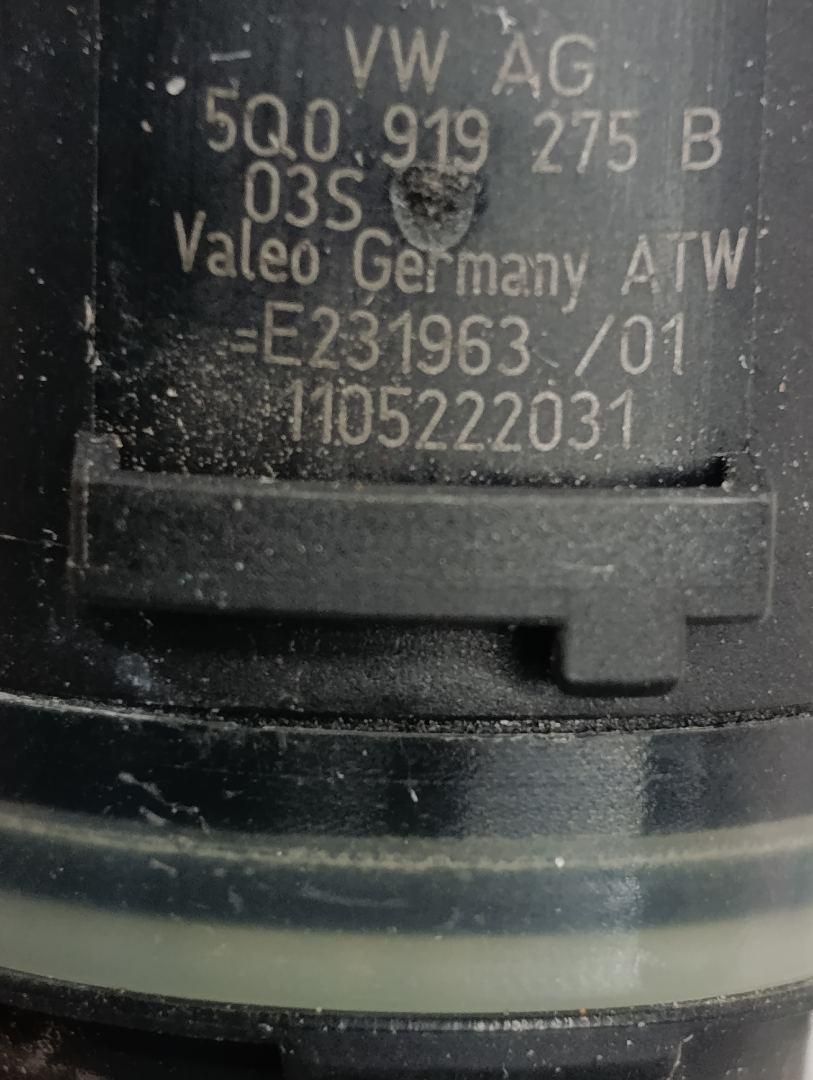 VW AG
5Q0 919 275 B
03S
Valeo Germany ATW
=E231963 /01
1105222031